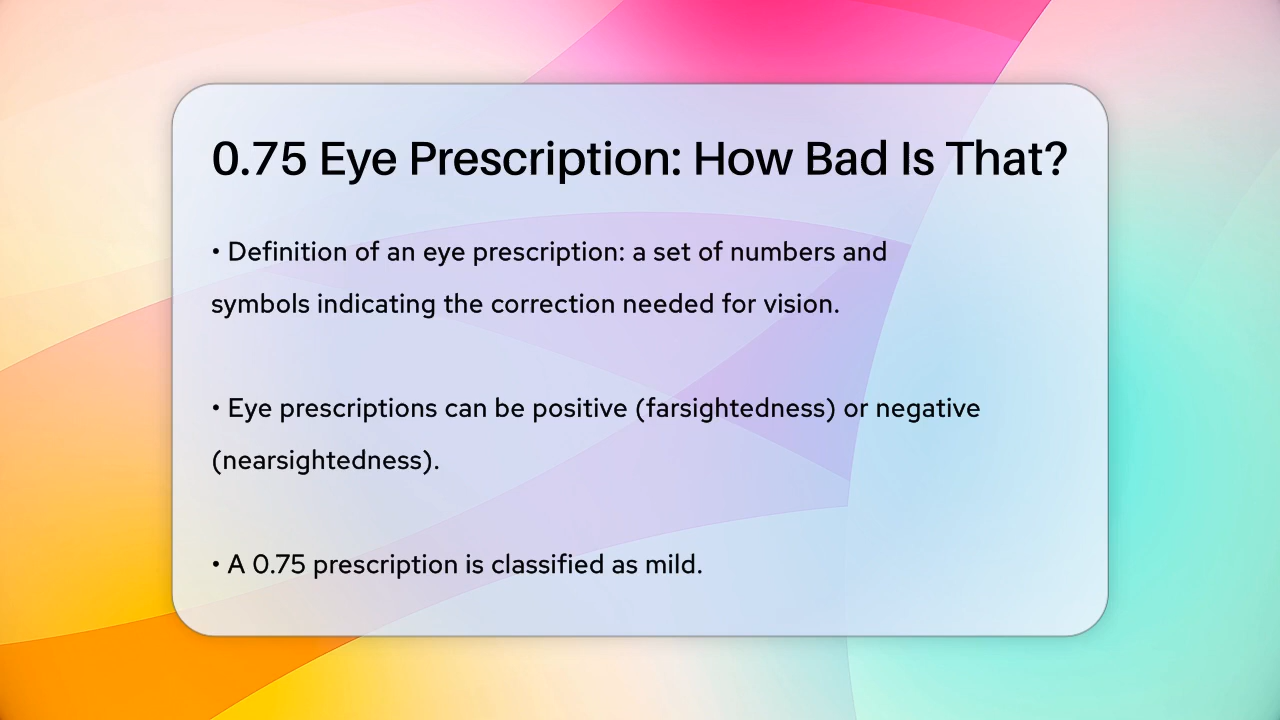 0.75 Eye Prescription: How Bad Is That?
• Definition of an eye prescription: a set of numbers and
symbols indicating the correction needed for vision.
• Eye prescriptions can be positive (farsightedness) or negative
(nearsightedness).
• A 0.75 prescription is classified as mild.